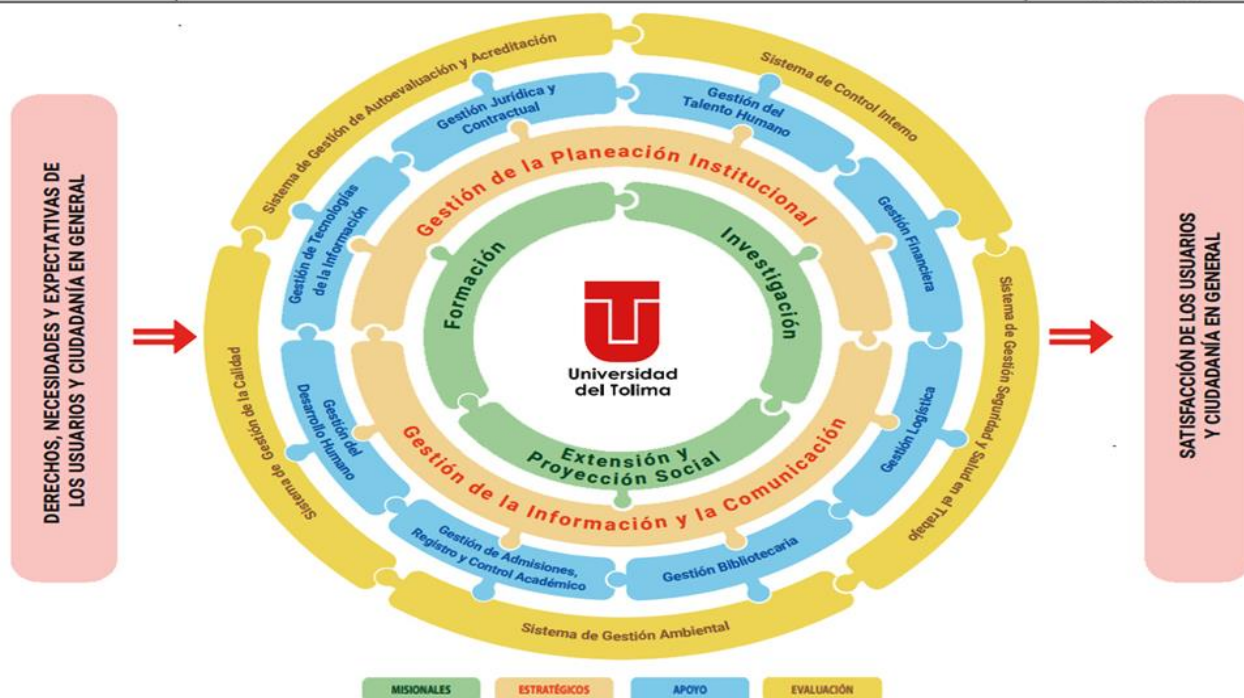 DERECHOS, NECESIDADES Y EXPECTATIVAS DE
LOS USUARIOS Y CIUDADANÍA EN GENERAL
Sistema de Gestión de Autoevaluación y Acreditación
Sistema de Control Interno
Sistema de Gestión Seguridad y Salud en el Trabajo
Sistema de Gestión Ambiental
Sistema de Gestión de la Calidad
Gestión Jurídica y
Contractual
Gestión del
Talento Humano
Gestión Financiera
Gestión Logística
Gestión Bibliotecaria
Gestión de Admisiones,
Registro y Control Académico
Gestión del
Desarrollo Humano
Gestión de Tecnologías
de la Información
Gestión de la Planeación Institucional
Gestión de la Información y la Comunicación
Formación
Investigación
Extensión y
Proyección Social
Universidad
del Tolima
SATISFACCIÓN DE LOS USUARIOS
Y CIUDADANÍA EN GENERAL
MISIONALES
ESTRATÉGICOS
APOYO
EVALUACIÓN